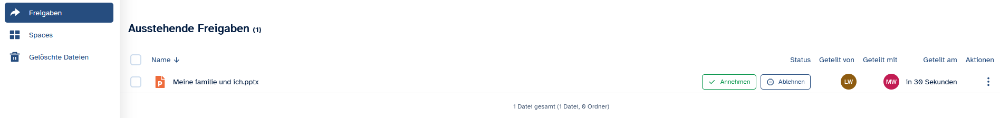 Freigaben
Spaces
Gelöschte Dateien
Ausstehende Freigaben (1)
Name Status Geteilt von Geteilt mit Geteilt am Aktionen
P Meine familie und ich.pptx Annehmen Ablehnen LW MW in 30 Sekunden
1 Datei gesamt (1 Datei, 0 Ordner)